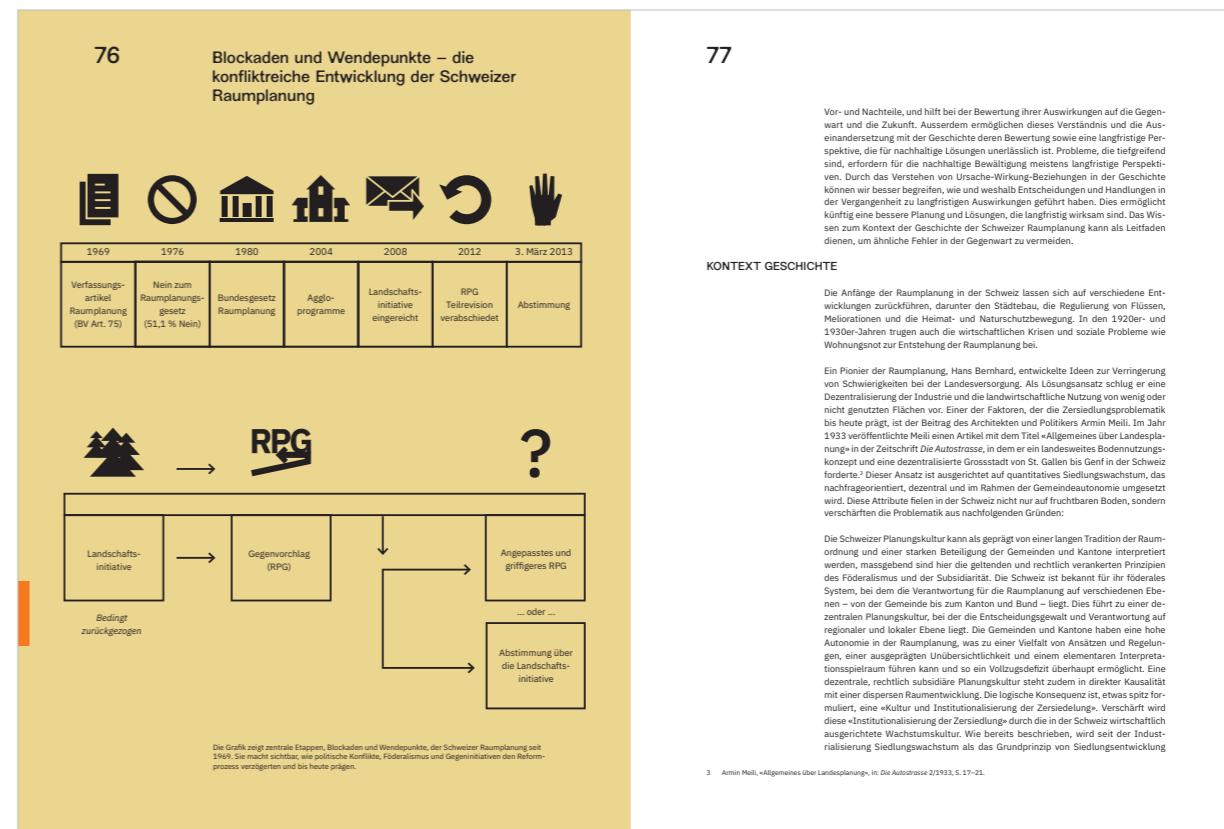 76
Blockaden und Wendepunkte – die
konfliktreiche Entwicklung der Schweizer
Raumplanung
1969 1976 1980 2004 2008 2012 3. März 2013
Verfassungs-
artikel
Raumplanung
(BV Art. 75)
Nein zum
Raumplanungs-
gesetz
(51,1 % Nein)
Bundesgesetz
Raumplanung
Agglo-
programme
Landschafts-
initiative
eingereicht
RPG
Teilrevision
verabschiedet
Abstimmung
RPG
?
Landschafts-
initiative
Gegenvorchlag
(RPG)
Angepasstes und
griffigeres RPG
Bedingt
zurückgezogen
... oder ...
Abstimmung über
die Landschafts-
initiative
Die Grafik zeigt zentrale Etappen, Blockaden und Wendepunkte, der Schweizer Raumplanung seit
1969. Sie macht sichtbar, wie politische Konflikte, Föderalismus und Gegeninitiativen den Reform-
prozess verzögerten und bis heute prägen.
77
Vor- und Nachteile, und hilft bei der Bewertung ihrer Auswirkungen auf die Gegen-
wart und die Zukunft. Ausserdem ermöglichen dieses Verständnis und die Aus-
einandersetzung mit der Geschichte deren Bewertung sowie eine langfristige Per-
spektive, die für nachhaltige Lösungen unerlässlich ist. Probleme, die tiefgreifend
sind, erfordern für die nachhaltige Bewältigung meistens langfristige Perspekti-
ven. Durch das Verstehen von Ursache-Wirkung-Beziehungen in der Geschichte
können wir besser begreifen, wie und weshalb Entscheidungen und Handlungen in
der Vergangenheit zu langfristigen Auswirkungen geführt haben. Dies ermöglicht
künftig eine bessere Planung und Lösungen, die langfristig wirksam sind. Das Wis-
sen zum Kontext der Geschichte der Schweizer Raumplanung kann als Leitfaden
dienen, um ähnliche Fehler in der Gegenwart zu vermeiden.
KONTEXT GESCHICHTE
Die Anfänge der Raumplanung in der Schweiz lassen sich auf verschiedene Ent-
wicklungen zurückführen, darunter den Städtebau, die Regulierung von Flüssen,
Meliorationen und die Heimat- und Naturschutzbewegung. In den 1920er- und
1930er-Jahren trugen auch die wirtschaftlichen Krisen und soziale Probleme wie
Wohnungsnot zur Entstehung der Raumplanung bei.
Ein Pionier der Raumplanung, Hans Bernhard, entwickelte Ideen zur Verringerung
von Schwierigkeiten bei der Landesversorgung. Als Lösungsansatz schlug er eine
Dezentralisierung der Industrie und die landwirtschaftliche Nutzung von wenig oder
nicht genutzten Flächen vor. Einer der Faktoren, der die Zersiedlungsproblematik
bis heute prägt, ist der Beitrag des Architekten und Politikers Armin Meili. Im Jahr
1933 veröffentlichte Meili einen Artikel mit dem Titel «Allgemeines über Landespla-
nung» in der Zeitschrift Die Autostrasse, in dem er ein landesweites Bodennutzungs-
konzept und eine dezentralisierte Grossstadt von St. Gallen bis Genf in der Schweiz
forderte.³ Dieser Ansatz ist ausgerichtet auf quantitatives Siedlungswachstum, das
nachfrageorientiert, dezentral und im Rahmen der Gemeindeautonomie umgesetzt
wird. Diese Attribute fielen in der Schweiz nicht nur auf fruchtbaren Boden, sondern
verschärften die Problematik aus nachfolgenden Gründen:
Die Schweizer Planungskultur kann als geprägt von einer langen Tradition der Raum-
ordnung und einer starken Beteiligung der Gemeinden und Kantone interpretiert
werden, massgebend sind hier die geltenden und rechtlich verankerten Prinzipien
des Föderalismus und der Subsidiarität. Die Schweiz ist bekannt für ihr föderales
System, bei dem die Verantwortung für die Raumplanung auf verschiedenen Ebe-
nen – von der Gemeinde bis zum Kanton und Bund – liegt. Dies führt zu einer de-
zentralen Planungskultur, bei der die Entscheidungsgewalt und Verantwortung auf
regionaler und lokaler Ebene liegt. Die Gemeinden und Kantone haben eine hohe
Autonomie in der Raumplanung, was zu einer Vielfalt von Ansätzen und Regelun-
gen, einer ausgeprägten Unübersichtlichkeit und einem elementaren Interpreta-
tionsspielraum führen kann und so ein Vollzugsdefizit überhaupt ermöglicht. Eine
dezentrale, rechtlich subsidiäre Planungskultur steht zudem in direkter Kausalität
mit einer dispersen Raumentwicklung. Die logische Konsequenz ist, etwas spitz for-
muliert, eine «Kultur und Institutionalisierung der Zersiedelung». Verschärft wird
diese «Institutionalisierung der Zersiedlung» durch die in der Schweiz wirtschaftlich
ausgerichtete Wachstumskultur. Wie bereits beschrieben, wird seit der Indust-
rialisierung Siedlungswachstum als das Grundprinzip von Siedlungsentwicklung
3 Armin Meili, «Allgemeines über Landesplanung», in: Die Autostrasse 2/1933, S. 17–21.